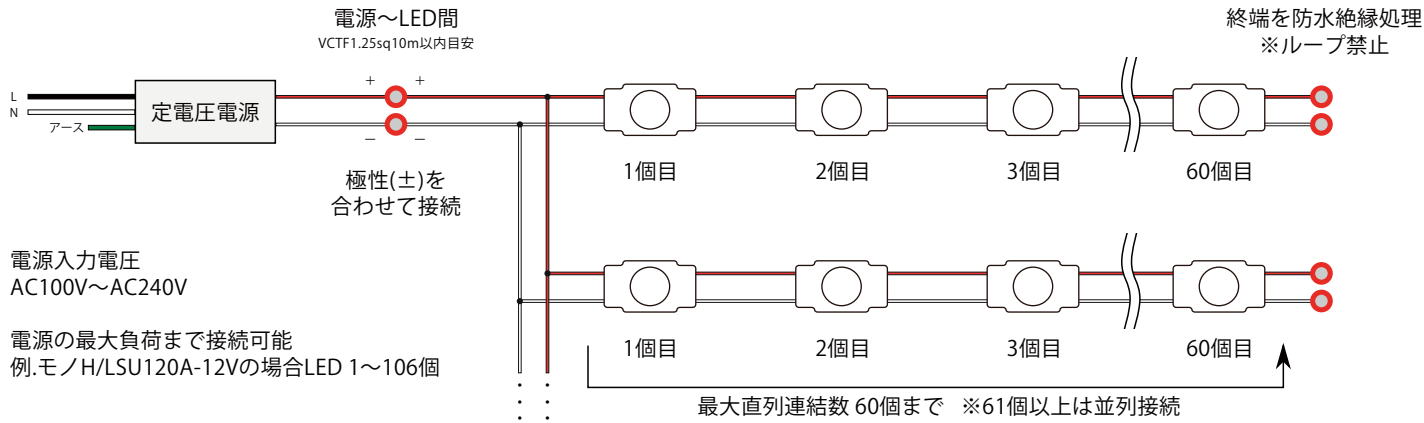 電源～LED間
VCTF1.25sq10m以内目安
終端を防水絶縁処理
※ループ禁止
L
N
アース
定電圧電源
+ +
− −
極性(±)を
合わせて接続
1個目 2個目 3個目 60個目
電源入力電圧
AC100V～AC240V
電源の最大負荷まで接続可能
例.モノH/LSU120A-12Vの場合LED 1～106個
1個目 2個目 3個目 60個目
最大直列連結数 60個まで ※61個以上は並列接続